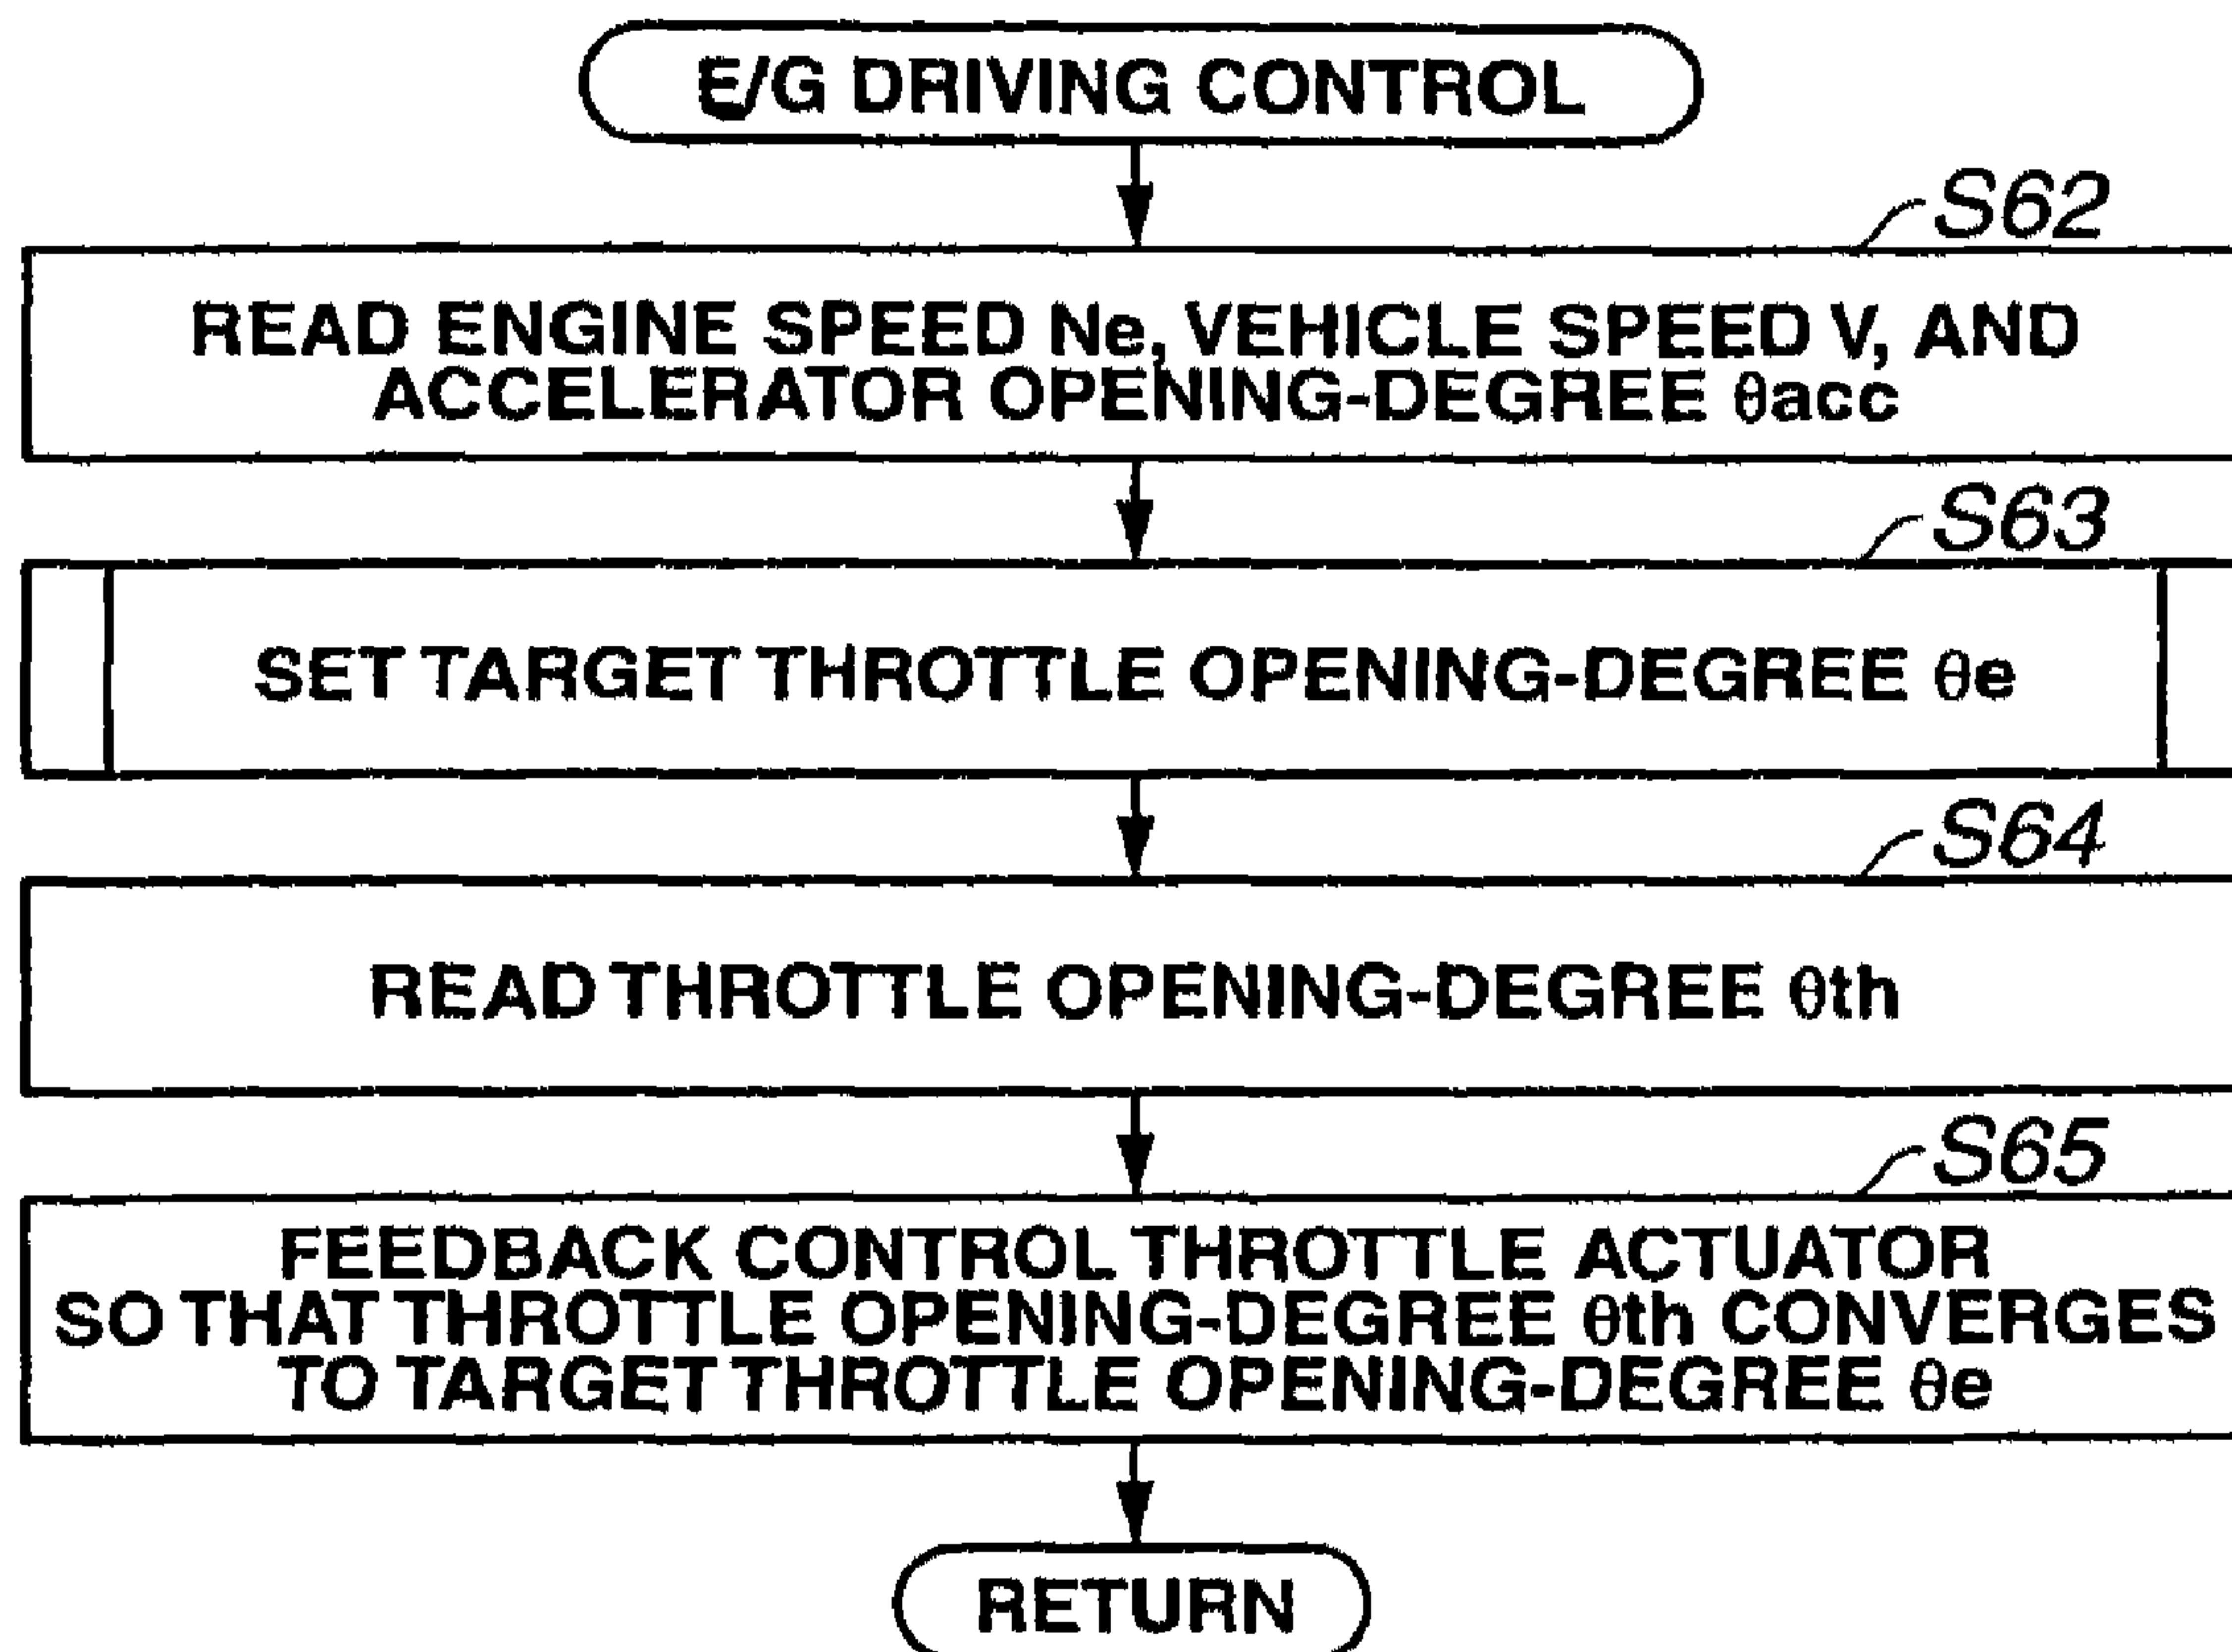 E/G DRIVING CONTROL
S62
READ ENGINE SPEED Ne, VEHICLE SPEED V, AND
ACCELERATOR OPENING-DEGREE θacc
S63
SET TARGET THROTTLE OPENING-DEGREE θe
S64
READ THROTTLE OPENING-DEGREE θth
S65
FEEDBACK CONTROL THROTTLE ACTUATOR
SO THAT THROTTLE OPENING-DEGREE θth CONVERGES
TO TARGET THROTTLE OPENING-DEGREE θe
RETURN